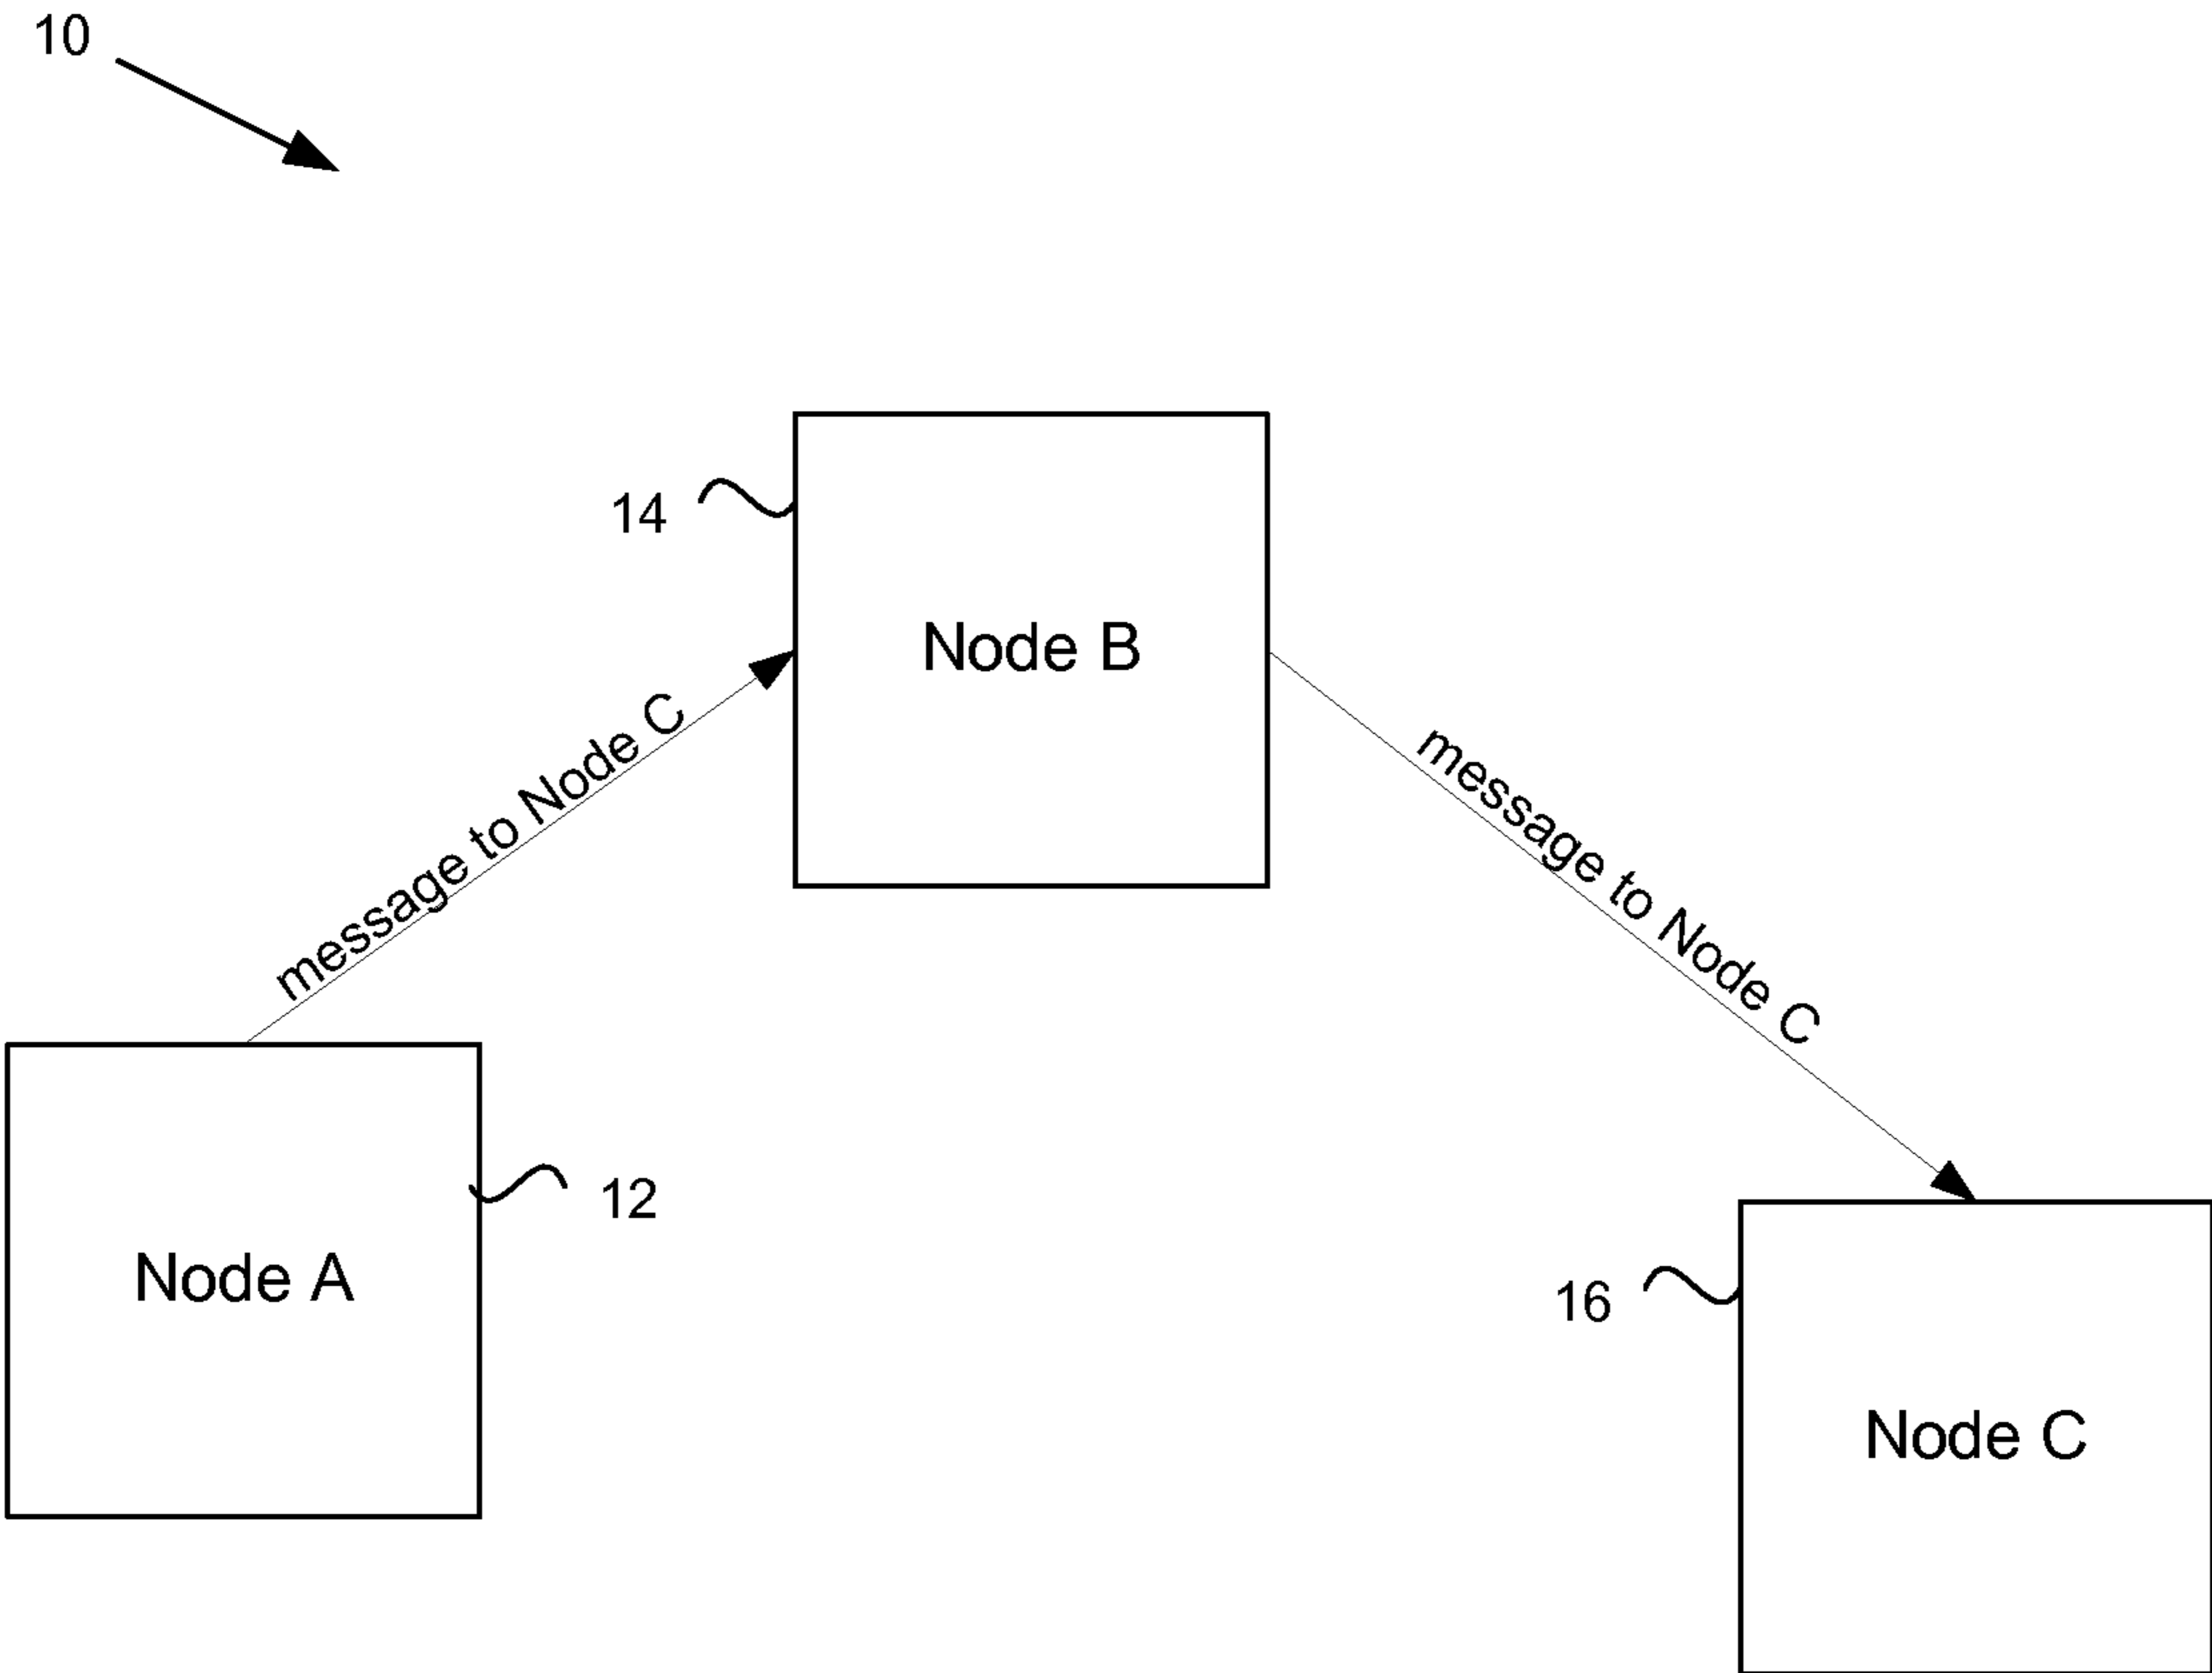 10
14
Node B
message to Node C
message to Node C
12
Node A
16
Node C